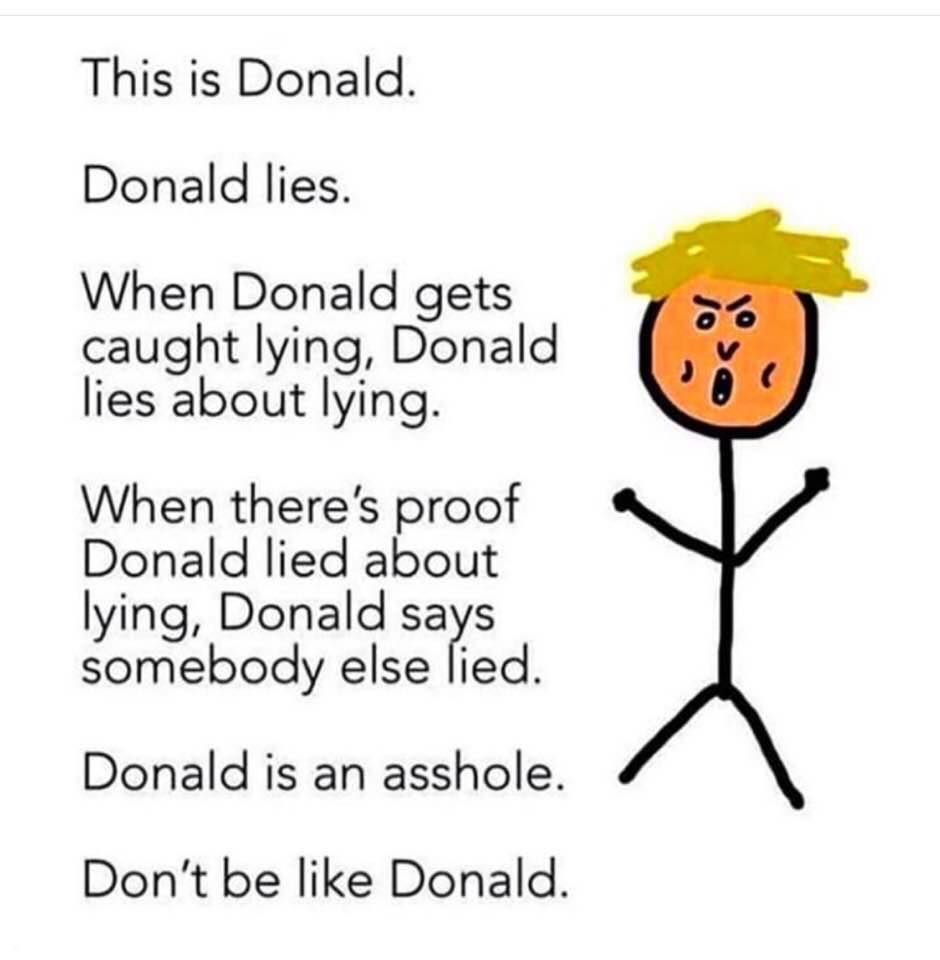 This is Donald.
Donald lies.
When Donald gets
caught lying, Donald
lies about lying.
When there's proof
Donald lied about
lying, Donald says
somebody else lied.
Donald is an asshole.
Don't be like Donald.